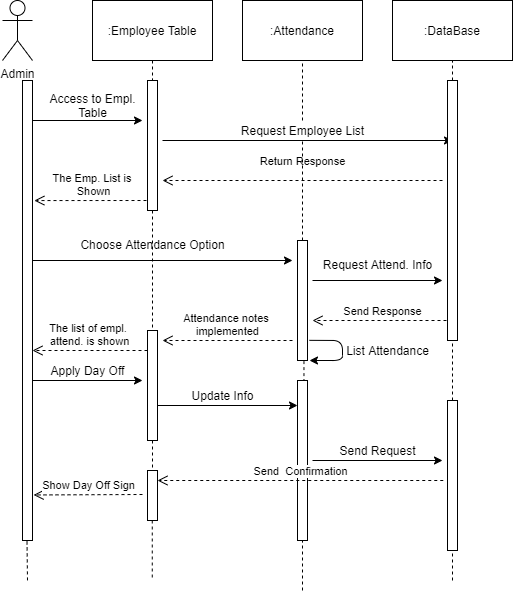 :Employee Table
:Attendance
:DataBase
Admin
Access to Empl.
Table
Request Employee List
Return Response
The Emp. List is
Shown
Choose Attendance Option
Request Attend. Info
Send Response
Attendance notes
implemented
The list of empl.
attend. is shown
List Attendance
Apply Day Off
Update Info
Send Request
Send Confirmation
Show Day Off Sign